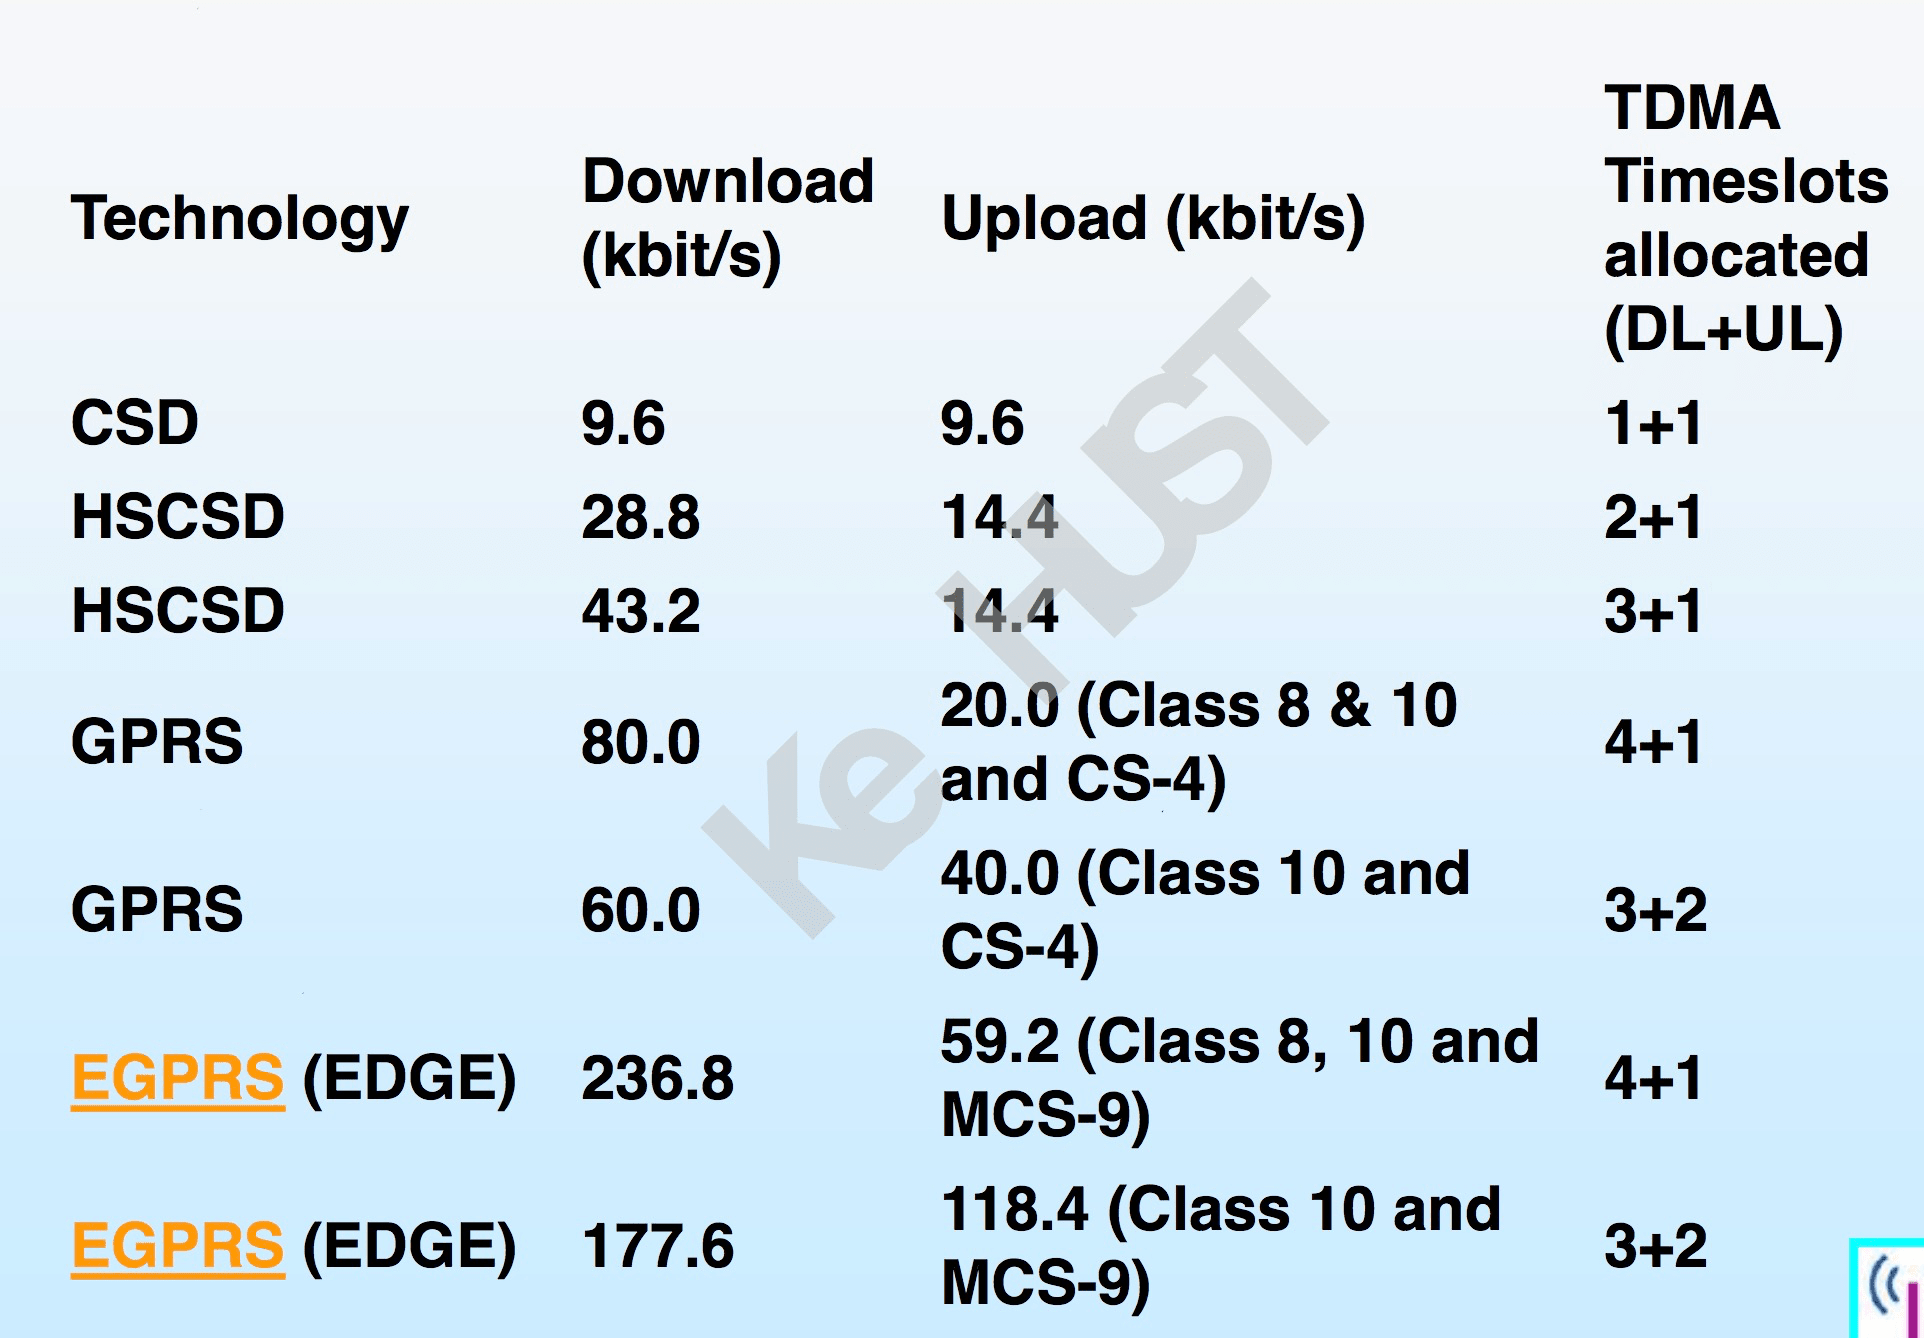 Technology
Download
(kbit/s)
Upload (kbit/s)
TDMA
Timeslots
allocated
(DL+UL)
CSD
9.6
9.6
1+1
HSCSD
28.8
14.4
2+1
HSCSD
43.2
14.4
3+1
GPRS
80.0
20.0 (Class 8 & 10
and CS-4)
4+1
GPRS
60.0
40.0 (Class 10 and
CS-4)
3+2
EGPRS (EDGE)
236.8
59.2 (Class 8, 10 and
MCS-9)
4+1
EGPRS (EDGE)
177.6
118.4 (Class 10 and
MCS-9)
3+2
Ke HUST